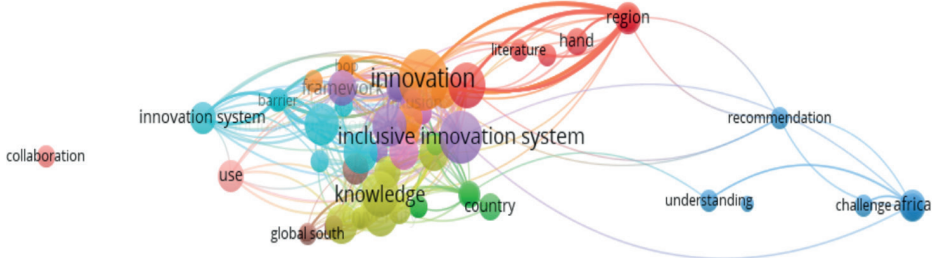 region
hand
literature
bop
innovation
framework
barrier
innovation system
recommendation
inclusive innovation system
collaboration
use
knowledge
understanding
country
challenge
africa
global south